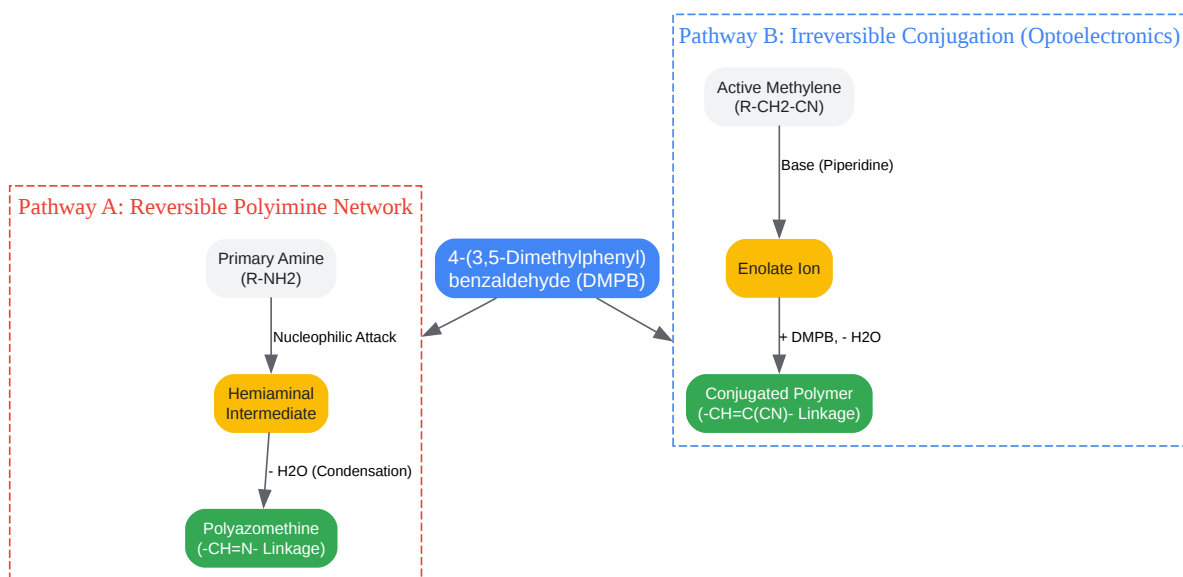 Pathway B: Irreversible Conjugation (Optoelectronics)
Active Methylene
(R-CH2-CN)
Base (Piperidine)
Enolate Ion
+ DMPB, - H2O
Conjugated Polymer
(-CH=C(CN)- Linkage)
4-(3,5-Dimethylphenyl)
benzaldehyde (DMPB)
Pathway A: Reversible Polyimine Network
Primary Amine
(R-NH2)
Nucleophilic Attack
Hemiaminal
Intermediate
- H2O (Condensation)
Polyazomethine
(-CH=N- Linkage)